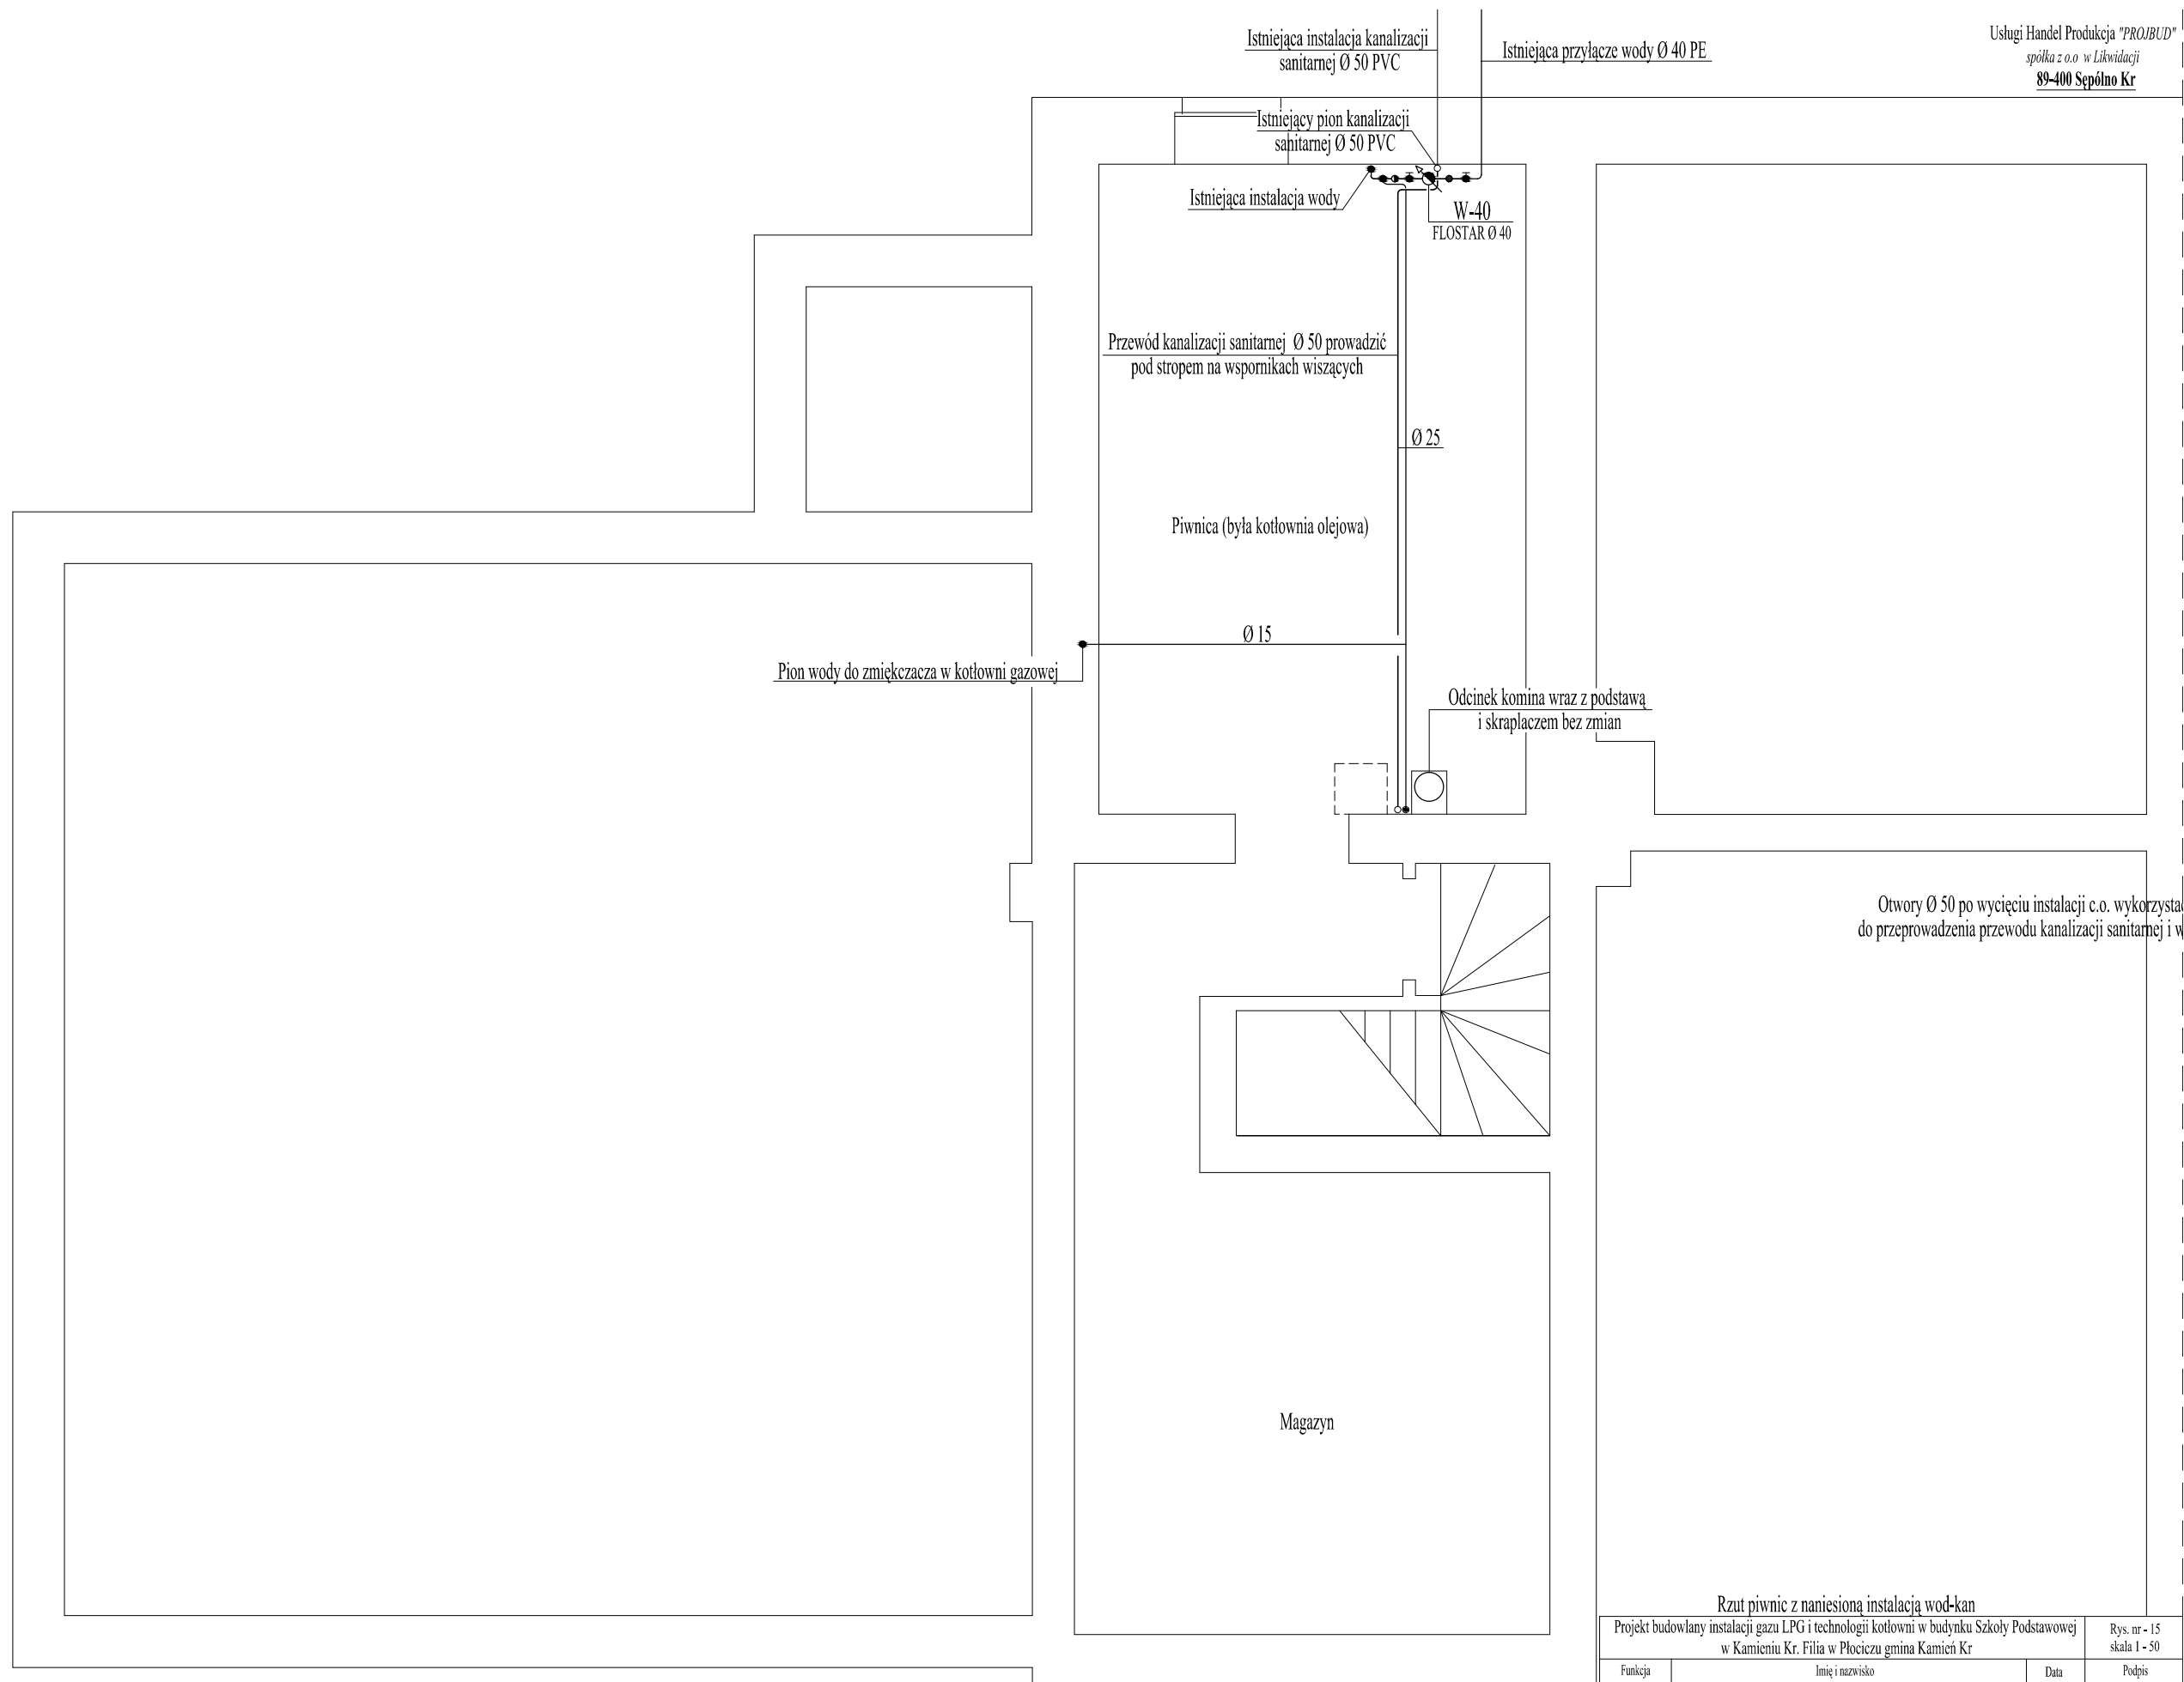 Istniejąca instalacja kanalizacji
sanitarnej Ø 50 PVC
Istniejąca przyłącze wody Ø 40 PE
Usługi Handel Produkcja "PROJBUD"
spółka z o.o w Likwidacji
89-400 Sępólno Kr
Istniejący pion kanalizacji
sanitarnej Ø 50 PVC
Istniejąca instalacja wody
W-40
FLOSTAR Ø 40
Przewód kanalizacji sanitarnej Ø 50 prowadzić
pod stropem na wspornikach wiszących
Ø 25
Piwnica (była kotłownia olejowa)
Ø 15
Pion wody do zmiękczacza w kotłowni gazowej
Odcinek komina wraz z podstawą
i skraplaczem bez zmian
Otwory Ø 50 po wycięciu instalacji c.o.
do przeprowadzenia przewodu kanalizacji sanitarnej i
Magazyn
Rzut piwnic z naniesioną instalacją wod-kan
Projekt budowlany instalacji gazu LPG i technologii kotłowni w budynku Szkoły Podstawowej
w Kamieniu Kr. Filia w Płociczu gmina Kamień Kr
Rys. nr - 15
skala 1 - 50
Funkcja
Imię i nazwisko
Data
Podpis